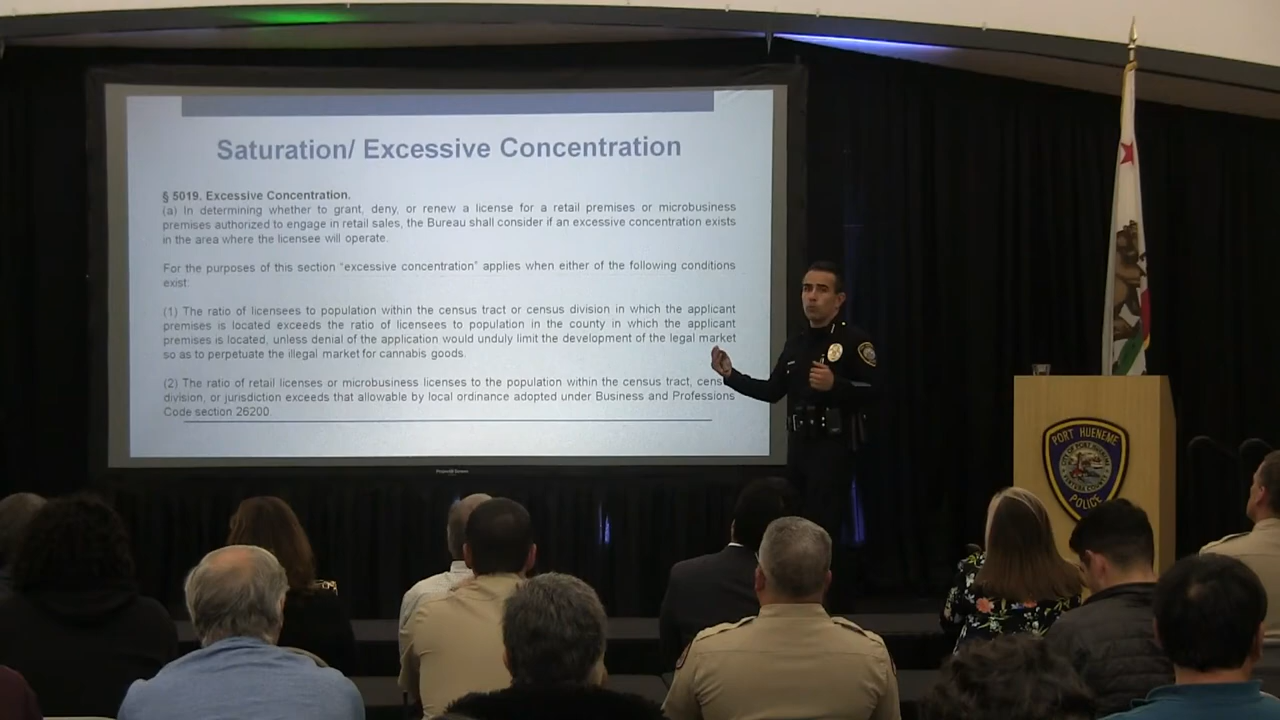 Saturation/ Excessive Concentration
§ 5019. Excessive Concentration.
(a) In determining whether to grant, deny, or renew a license for a retail premises or microbusiness
premises authorized to engage in retail sales, the Bureau shall consider if an excessive concentration exists
in the area where the licensee will operate.
For the purposes of this section "excessive concentration" applies when either of the following conditions
exist:
(1) The ratio of licensees to population within the census tract or census division in which the applicant
premises is located exceeds the ratio of licensees to population in the county in which the applicant
premises is located, unless denial of the application would unduly limit the development of the legal market
so as to perpetuate the illegal market for cannabis goods.
(2) The ratio of retail licenses or microbusiness licenses to the population within the census tract, cens
division, or jurisdiction exceeds that allowable by local ordinance adopted under Business and Professions
Code section 26200.
PORT HUENEME
POLICE